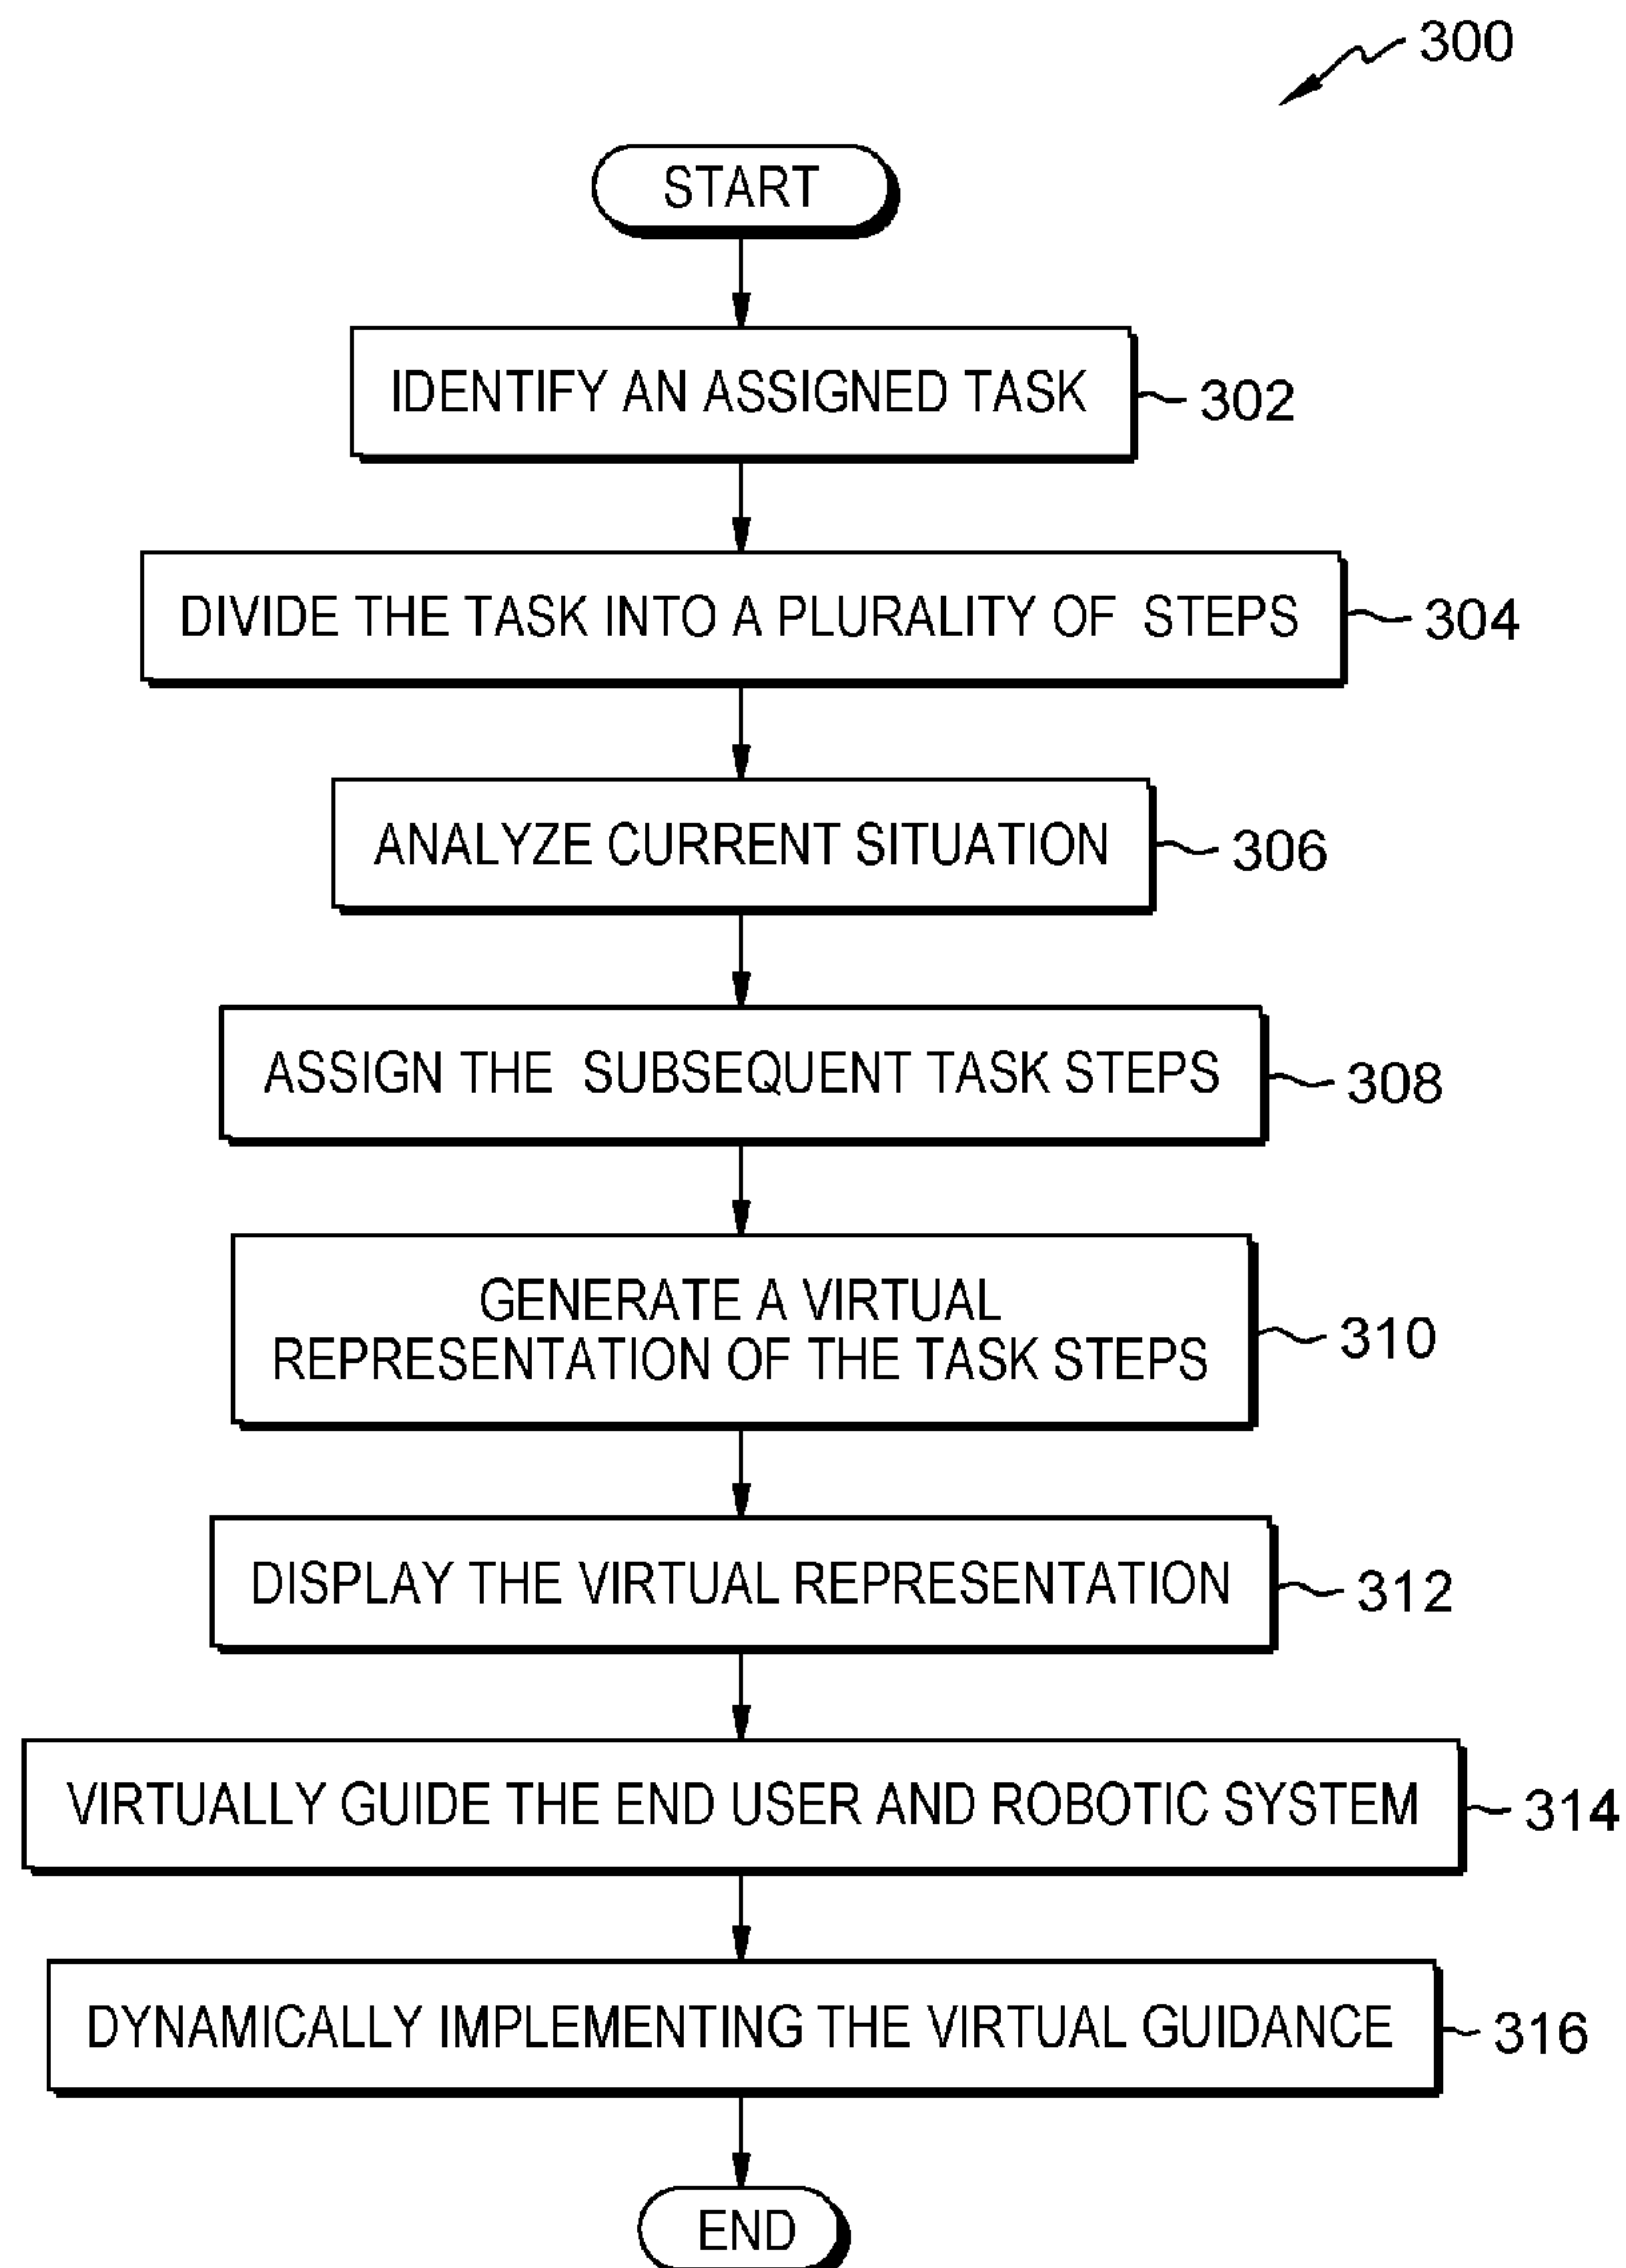 300
START
IDENTIFY AN ASSIGNED TASK
302
DIVIDE THE TASK INTO A PLURALITY OF STEPS
304
ANALYZE CURRENT SITUATION
306
ASSIGN THE SUBSEQUENT TASK STEPS
308
GENERATE A VIRTUAL
REPRESENTATION OF THE TASK STEPS
310
DISPLAY THE VIRTUAL REPRESENTATION
312
VIRTUALLY GUIDE THE END USER AND ROBOTIC SYSTEM
314
DYNAMICALLY IMPLEMENTING THE VIRTUAL GUIDANCE
316
END